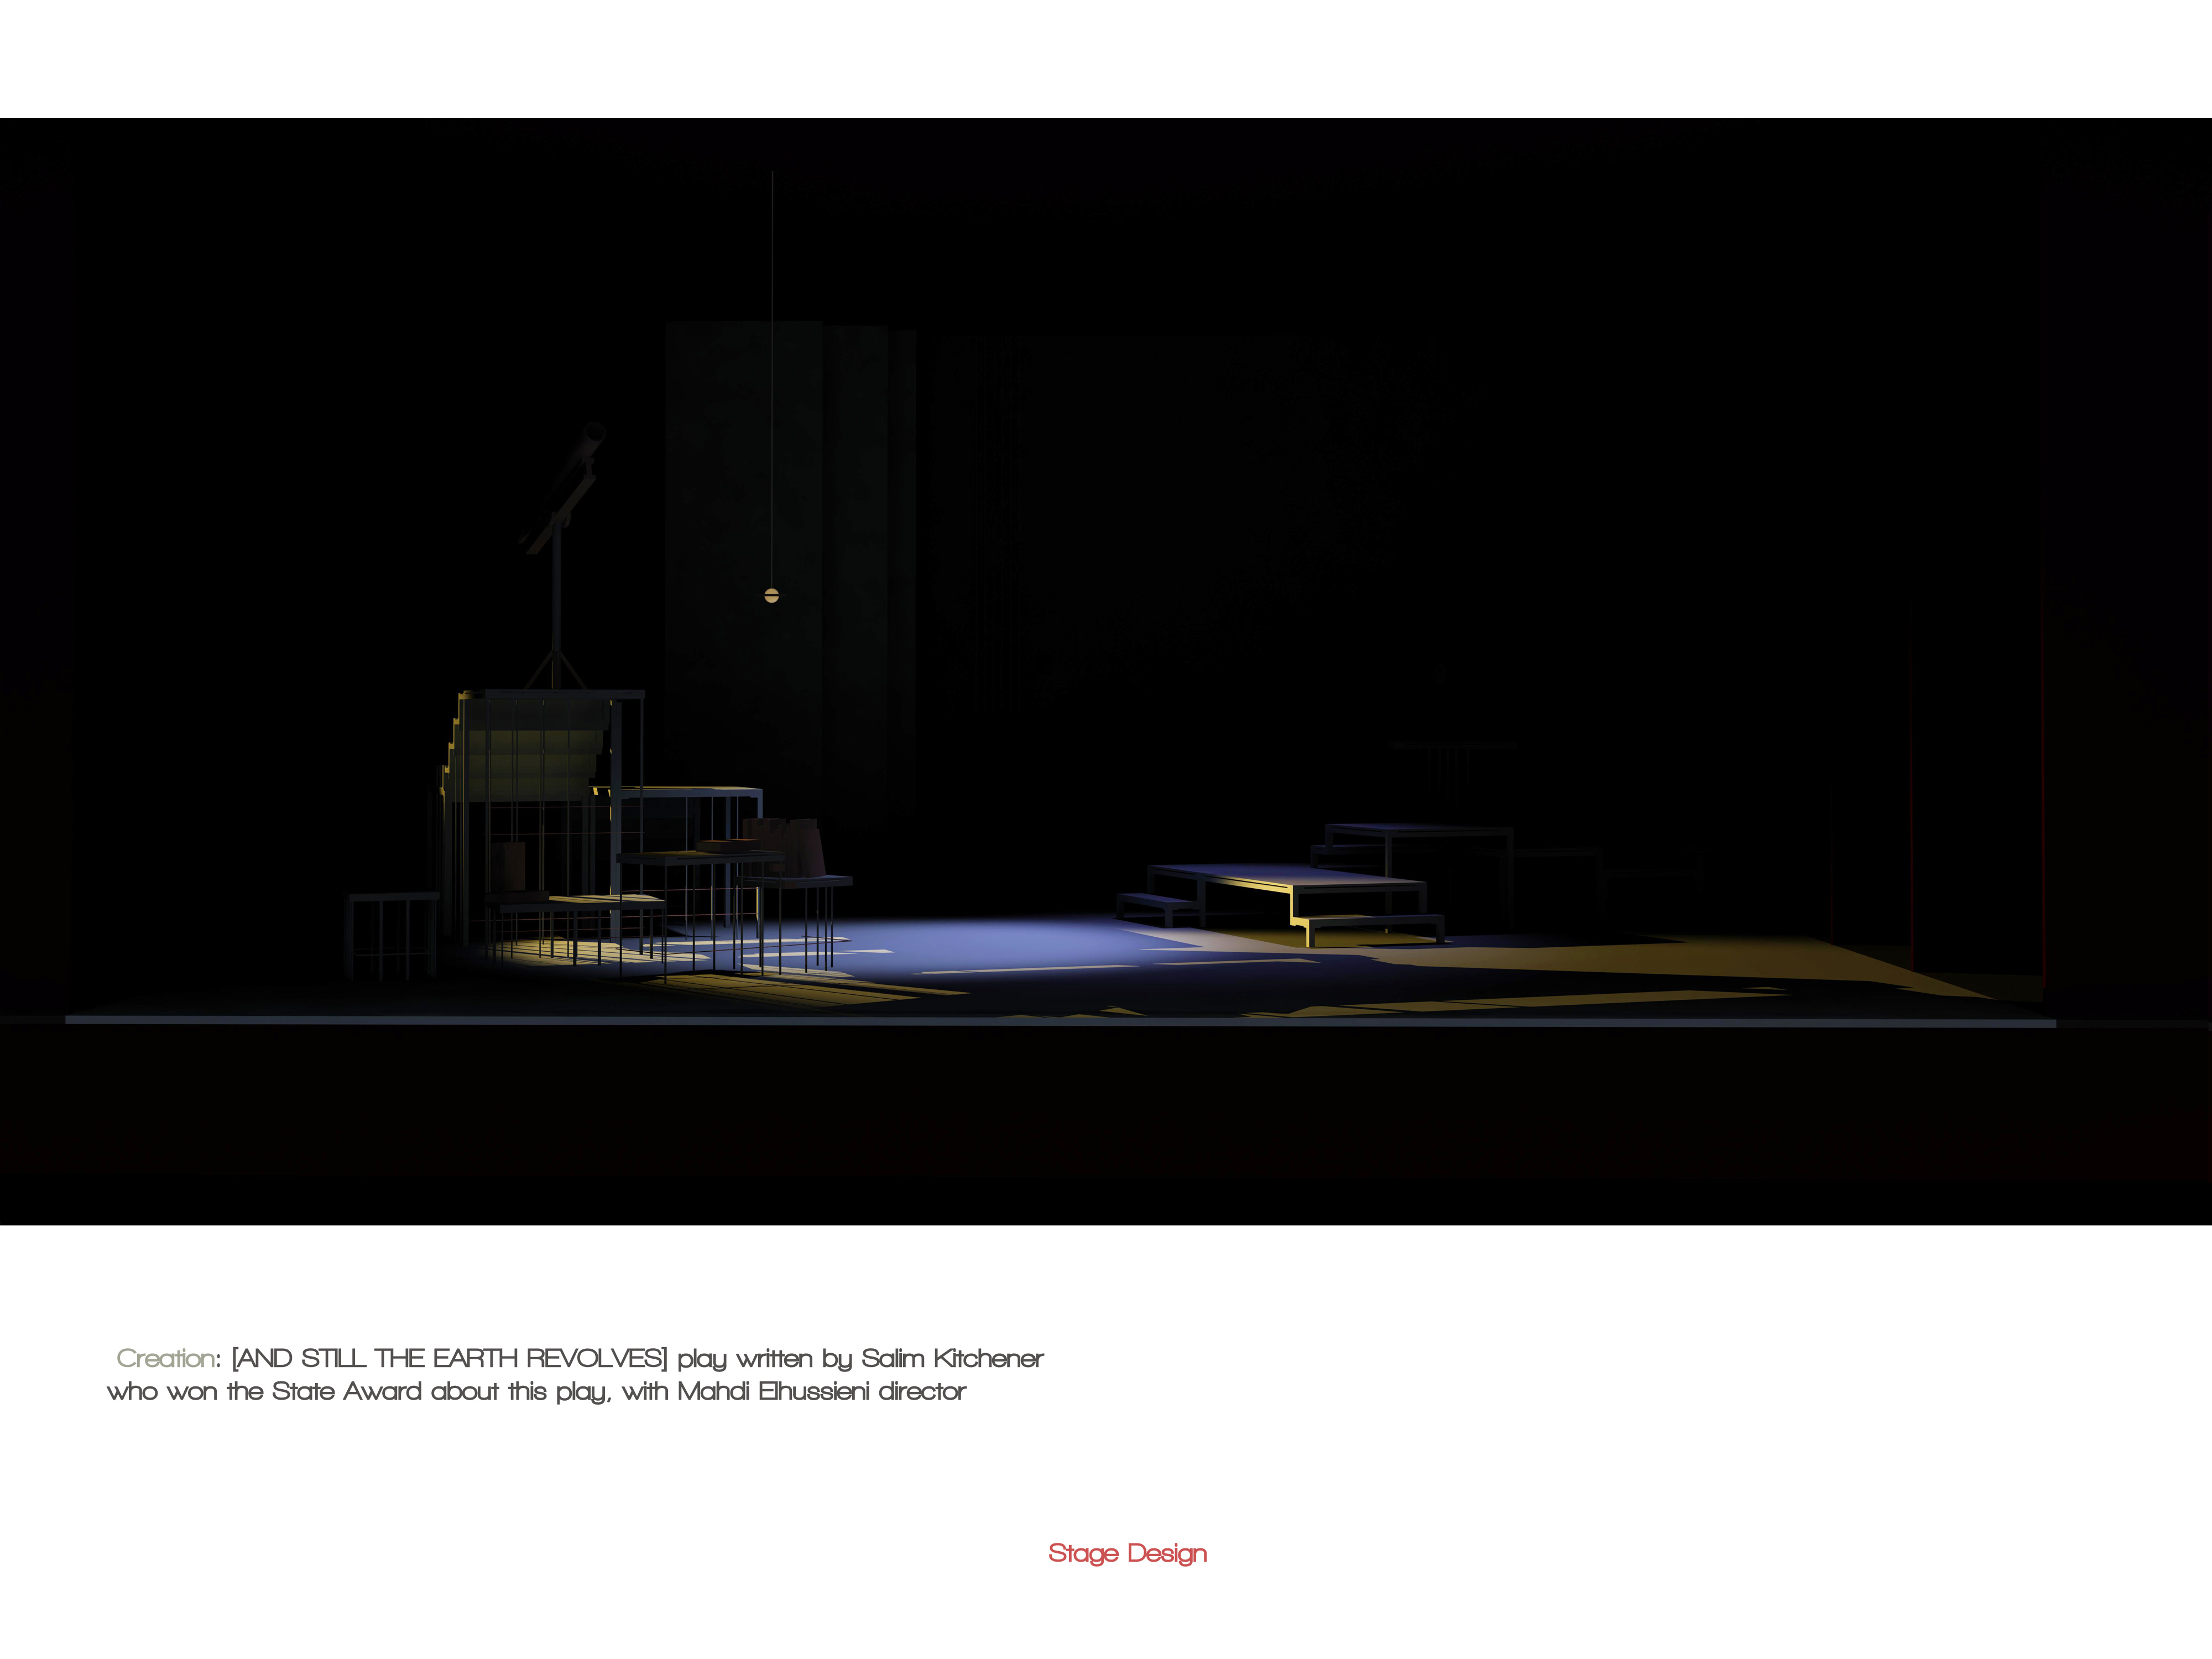 Creation: [AND STILL THE EARTH REVOLVES] play written by Salim Kitchener
who won the State Award about this play, with Mahdi Elhussieni director
Stage Design